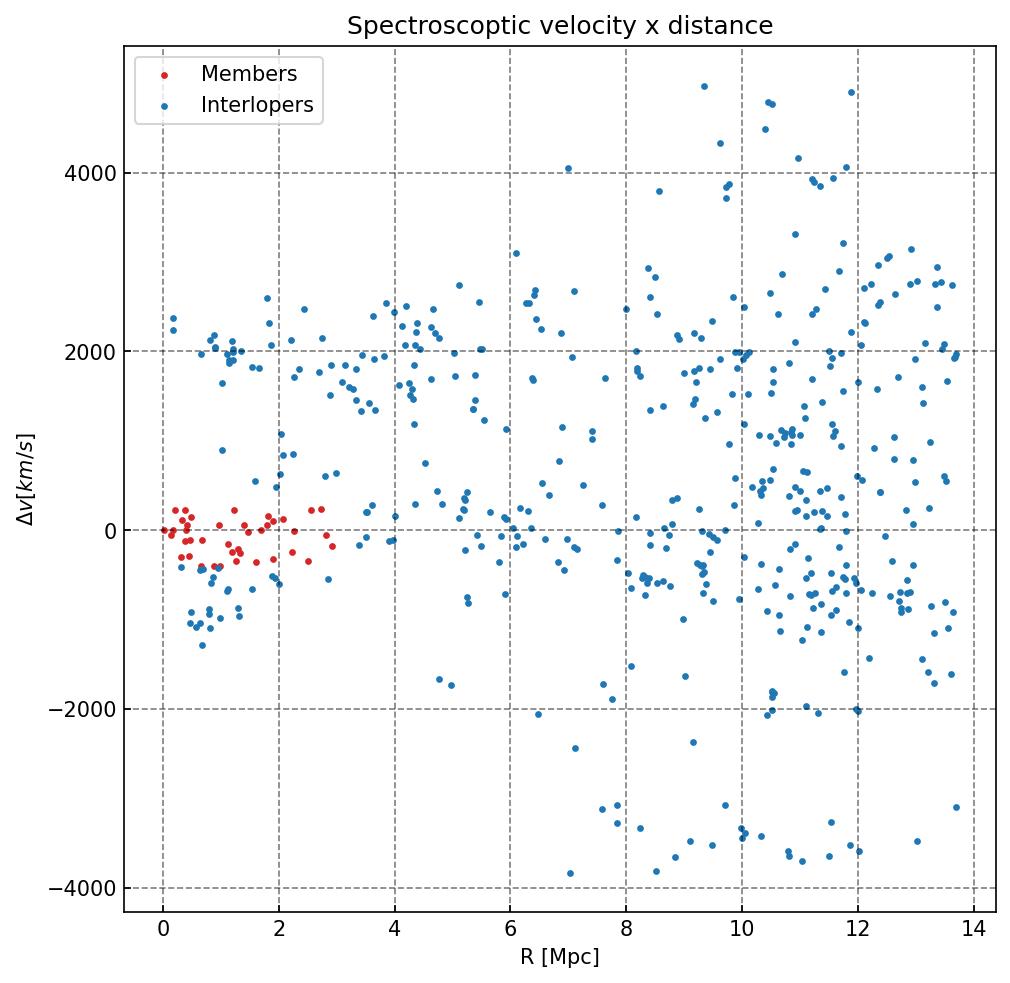 Spectroscoptic velocity x distance
Members
Interlopers
4000
2000
0
−2000
−4000
Δv[km/s]
0 2 4 6 8 10 12 14
R [Mpc]